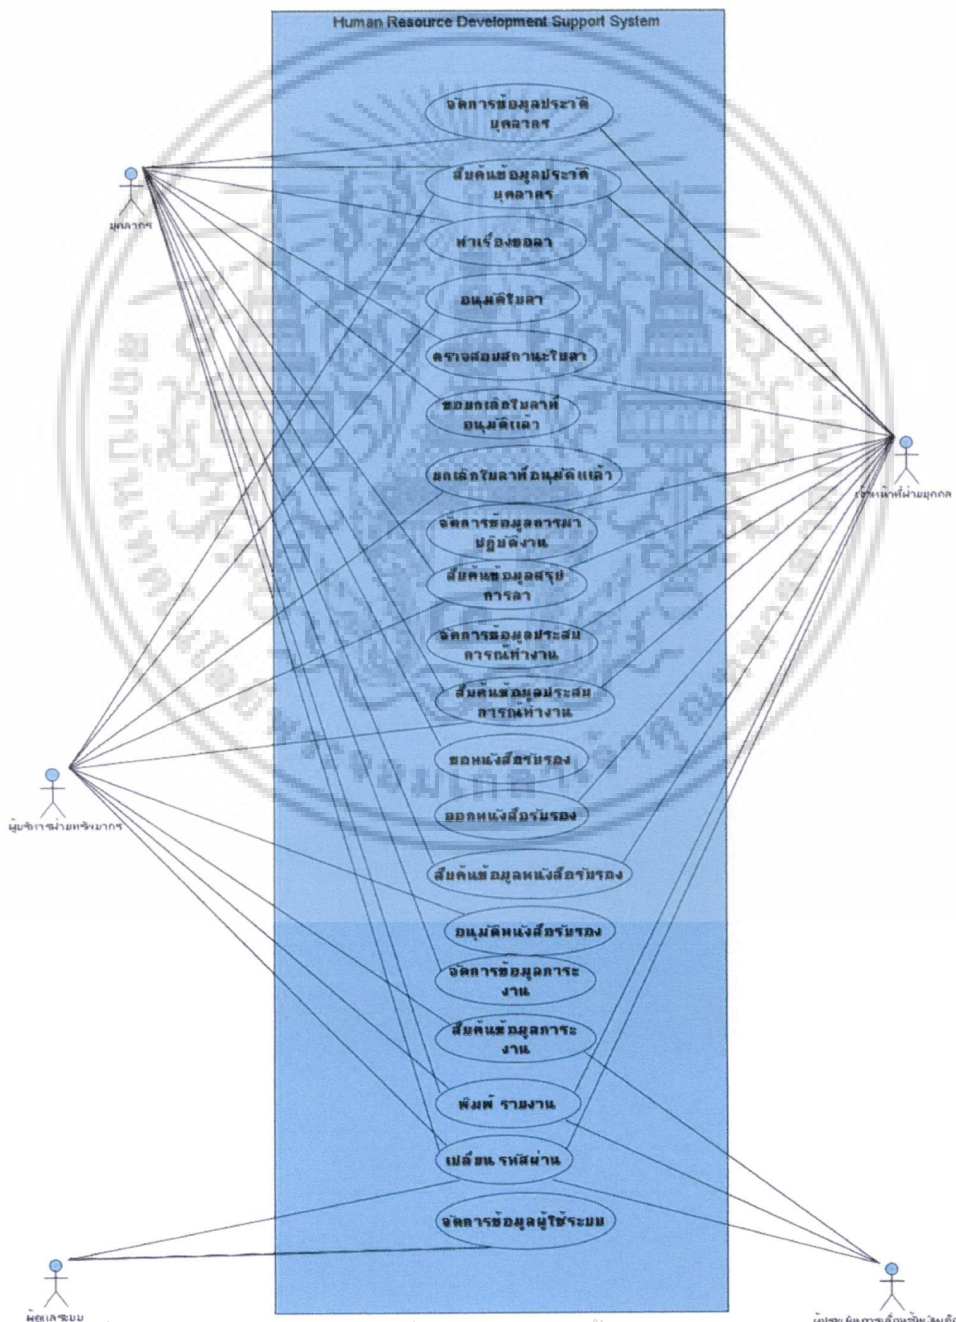 Human Resource Development Support System
จัดการข้อมูลประวัติ
บุคลากร
สืบค้นข้อมูลประวัติ
บุคลากร
บุคลากร
ทำเรื่องขอลา
อนุมัติใบลา
ตรวจสอบสถานะใบลา
ขอยกเลิกใบลาที่
อนุมัติแล้ว
ยกเลิกใบลาที่อนุมัติแล้ว
เจ้าหน้าที่ฝ่ายบุคคล
จัดการข้อมูลการมา
ปฏิบัติงาน
สืบค้นข้อมูลสรุป
การลา
จัดการข้อมูลประสบ
การณ์ทำงาน
สืบค้นข้อมูลประสบ
การณ์ทำงาน
ขอหนังสือรับรอง
ออกหนังสือรับรอง
ผู้บริหารฝ่ายทรัพยากร
สืบค้นข้อมูลหนังสือรับรอง
อนุมัติหนังสือรับรอง
จัดการข้อมูลภาระ
งาน
สืบค้นข้อมูลภาระ
งาน
พิมพ์ รายงาน
เปลี่ยน รหัสผ่าน
จัดการข้อมูลผู้ใช้ระบบ
ผู้ดูแลระบบ